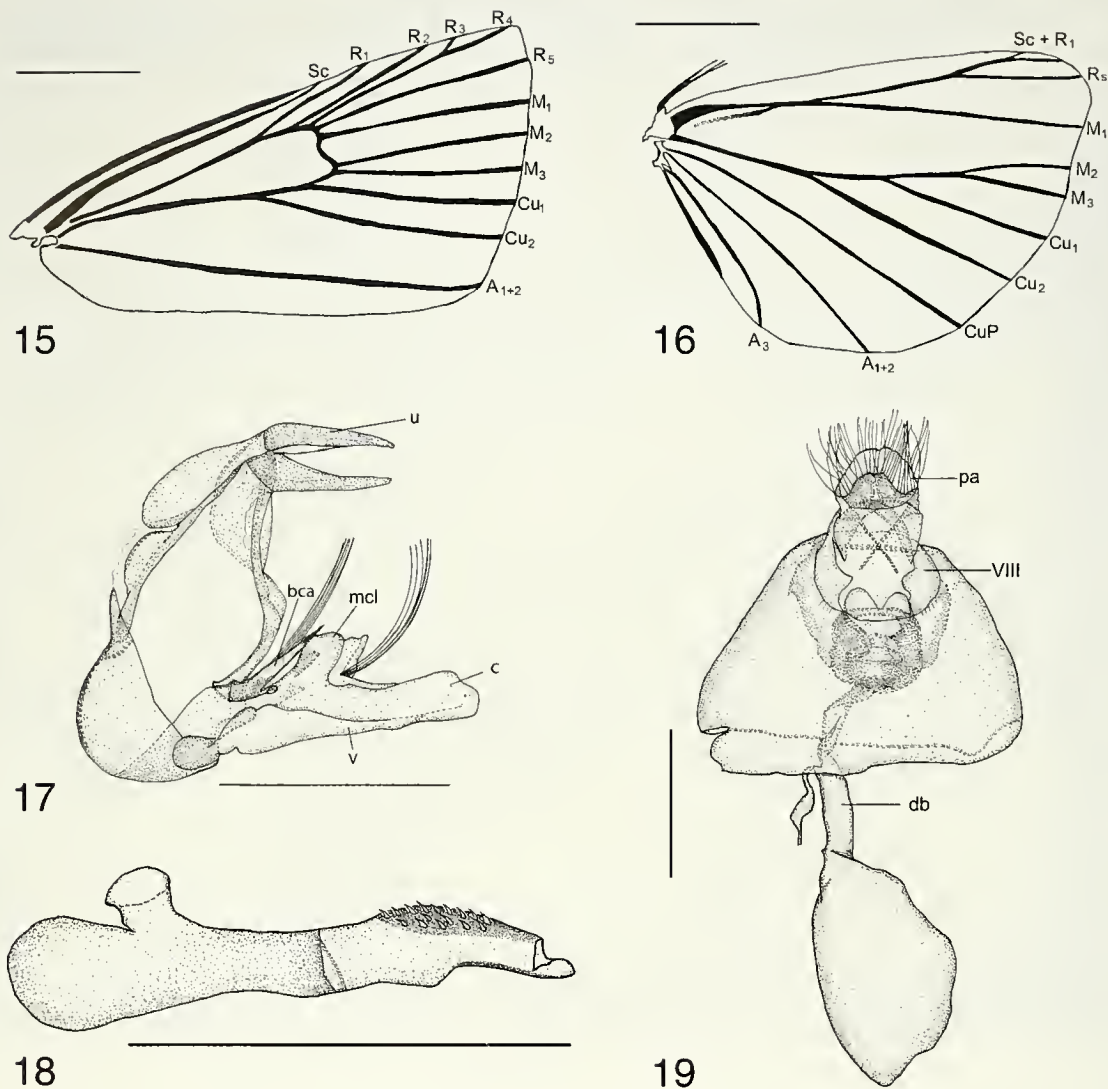 Sc
R₁
R₂
R₃
R₄
R₅
M₁
M₂
M₃
Cu₁
Cu₂
A₁₊₂
15
Sc + R₁
Rs
M₁
M₂
M₃
Cu₁
Cu₂
CuP
A₁₊₂
A₃
16
u
bca
mcl
c
v
17
18
pa
VIII
db
19